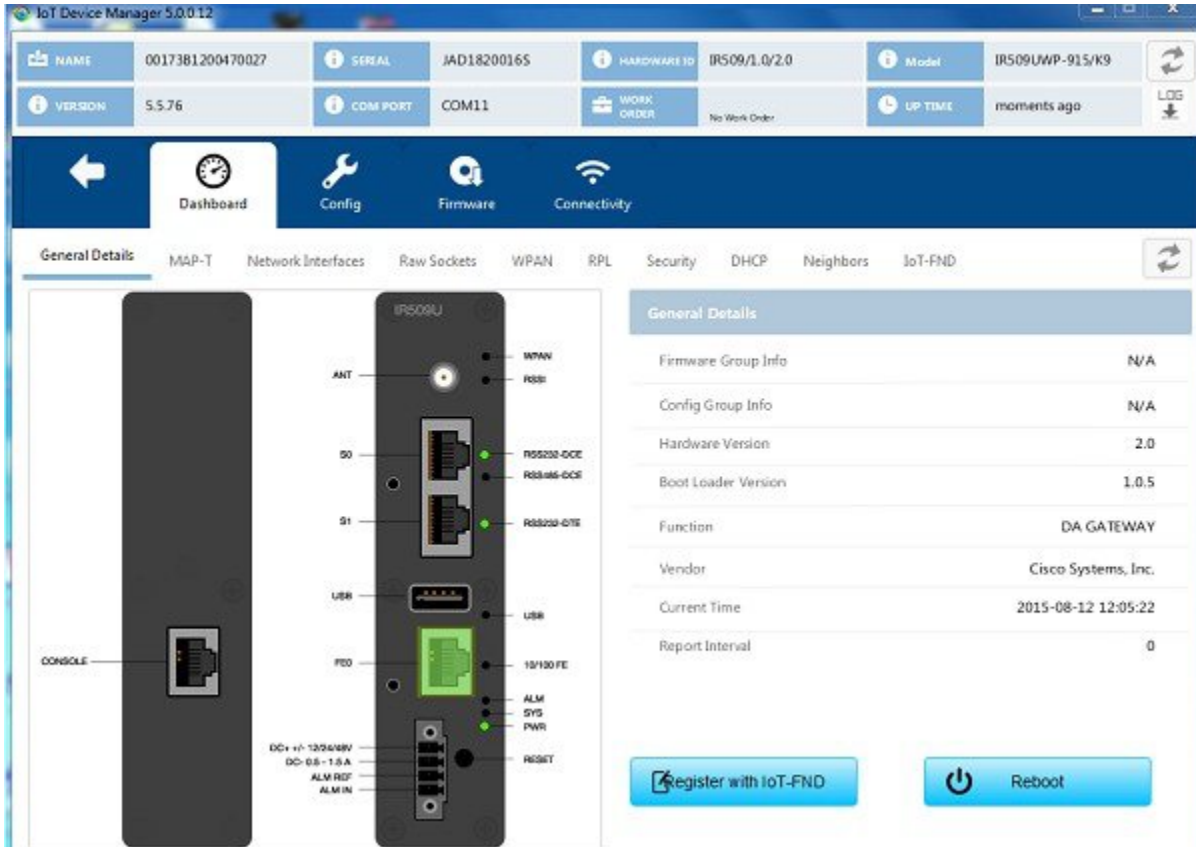 IoT Device Manager 5.0.0.12
NAME 00173B1200470027 SERIAL JAD1820016S HARDWARE ID IR509/1.0/2.0 Model IR509UWP-915/K9
VERSION 5.5.76 COM PORT COM11 WORK ORDER No Work Order UP TIME moments ago LOG
Dashboard Config Firmware Connectivity
General Details MAP-T Network Interfaces Raw Sockets WPAN RPL Security DHCP Neighbors IoT-FND
IR509U
WPAN
ANT
RSSI
S0
RSS232-DCE
RSS485-DCE
S1
RSS232-DTE
USB
USB
CONSOLE
FE0
10/100 FE
ALM
SYS
PWR
DC+ +/- 12/24/48V
DC- 0.5 - 1.5 A
RESET
ALM REF
ALM IN
General Details
Firmware Group Info N/A
Config Group Info N/A
Hardware Version 2.0
Boot Loader Version 1.0.5
Function DA GATEWAY
Vendor Cisco Systems, Inc.
Current Time 2015-08-12 12:05:22
Report Interval 0
Register with IoT-FND
Reboot